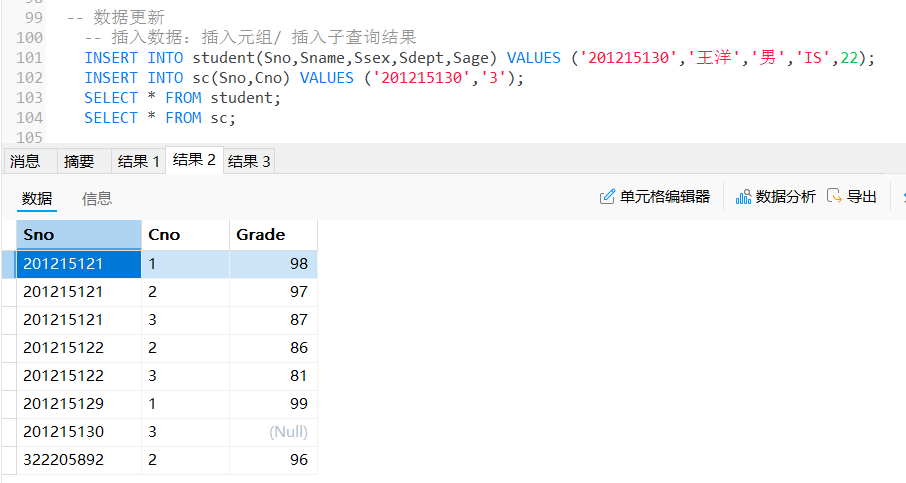 99 -- 数据更新
100 -- 插入数据：插入元组/ 插入子查询结果
101 INSERT INTO student(Sno,Sname,Ssex,Sdept,Sage) VALUES ('201215130','王洋','男','IS',22);
102 INSERT INTO sc(Sno,Cno) VALUES ('201215130','3');
103 SELECT * FROM student;
104 SELECT * FROM sc;
105
消息 摘要 结果 1 结果 2 结果 3
数据 信息 单元格编辑器 数据分析 导出
Sno Cno Grade
201215121 1 98
201215121 2 97
201215121 3 87
201215122 2 86
201215122 3 81
201215129 1 99
201215130 3 (Null)
322205892 2 96